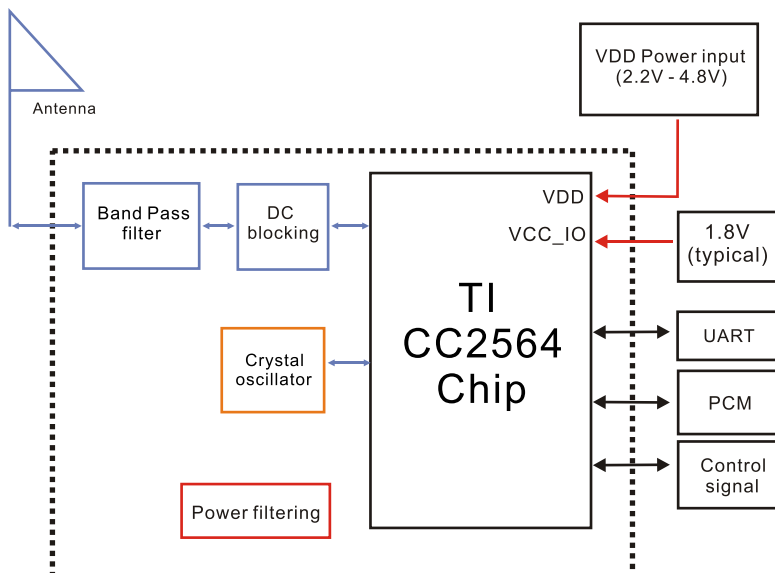 VDD Power input
(2.2V - 4.8V)
Antenna
Band Pass
filter
DC
blocking
VDD
VCC_IO
1.8V
(typical)
TI
CC2564
Chip
UART
Crystal
oscillator
PCM
Control
signal
Power filtering